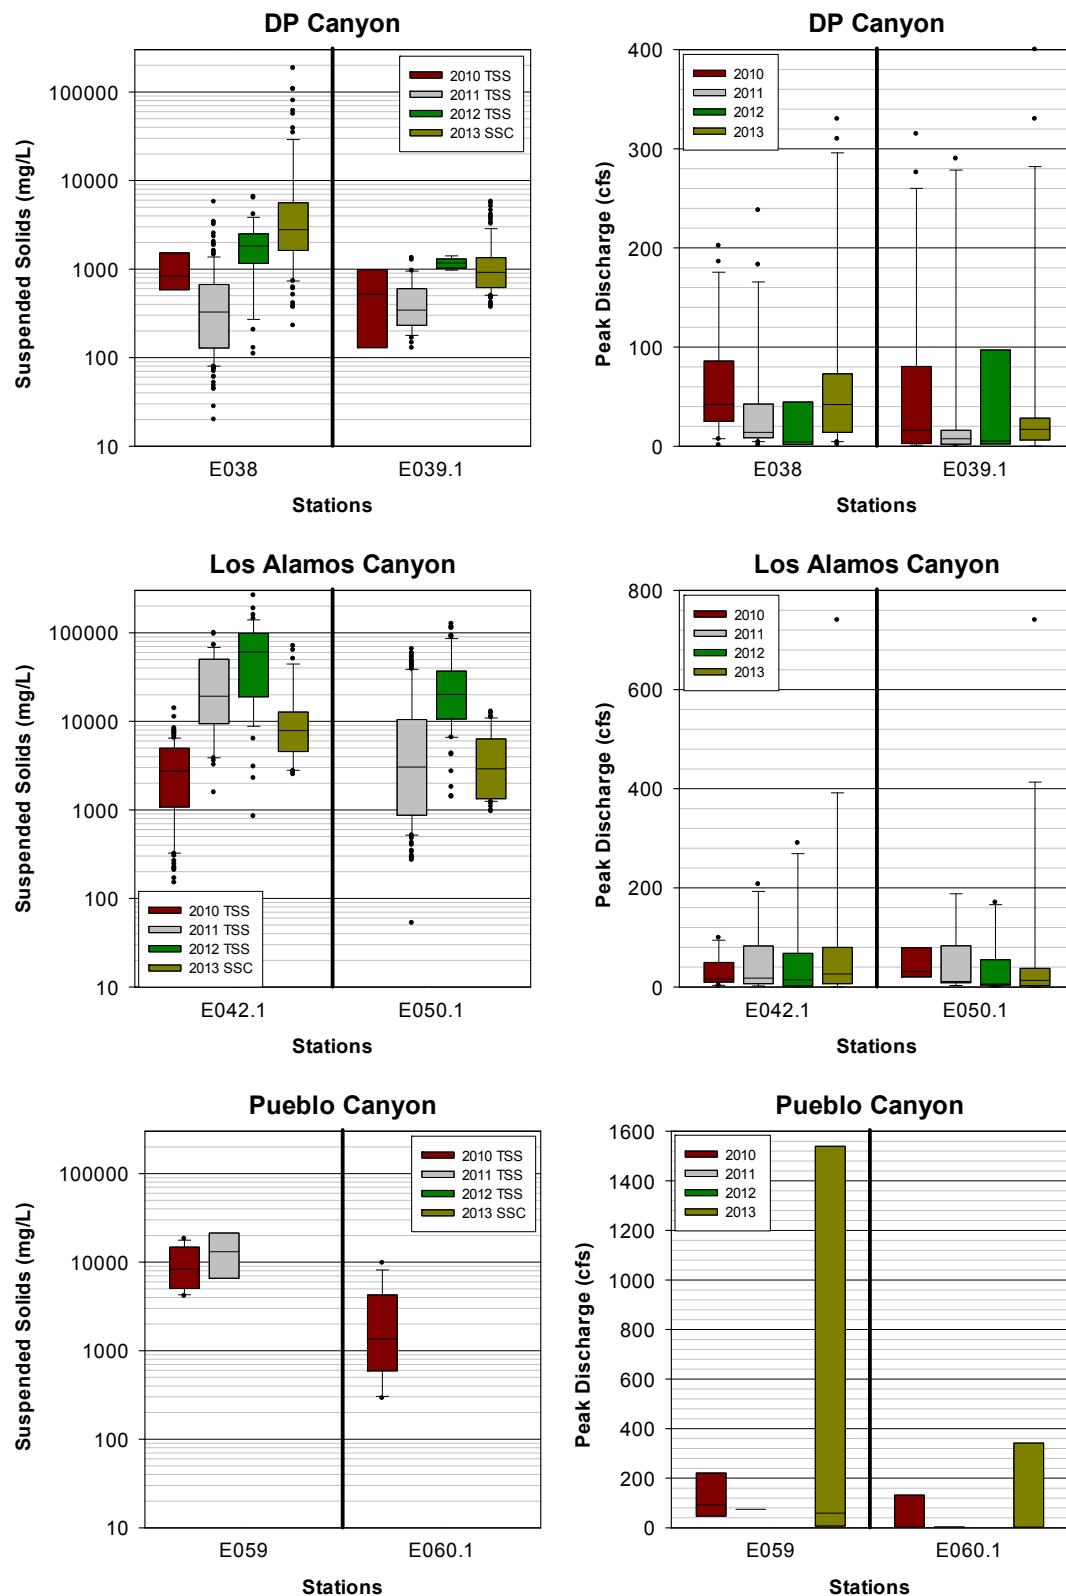 DP Canyon
Suspended Solids (mg/L)
100000
10000
1000
100
10
2010 TSS
2011 TSS
2012 TSS
2013 SSC
E038
E039.1
Stations
DP Canyon
Peak Discharge (cfs)
400
300
200
100
0
2010
2011
2012
2013
E038
E039.1
Stations
Los Alamos Canyon
Suspended Solids (mg/L)
100000
10000
1000
100
10
2010 TSS
2011 TSS
2012 TSS
2013 SSC
E042.1
E050.1
Stations
Los Alamos Canyon
Peak Discharge (cfs)
800
600
400
200
0
2010
2011
2012
2013
E042.1
E050.1
Stations
Pueblo Canyon
Suspended Solids (mg/L)
100000
10000
1000
100
10
2010 TSS
2011 TSS
2012 TSS
2013 SSC
E059
E060.1
Stations
Pueblo Canyon
Peak Discharge (cfs)
1600
1400
1200
1000
800
600
400
200
0
2010
2011
2012
2013
E059
E060.1
Stations